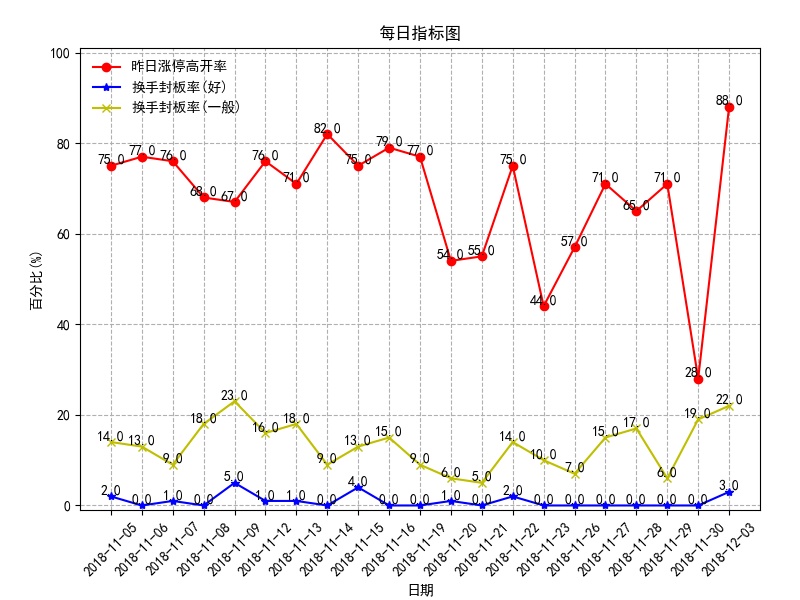 每日指标图
昨日涨停高开率
换手封板率(好)
换手封板率(一般)
百分比(%)
100
80
60
40
20
0
75.0 77.0 76.0 68.0 67.0 76.0 71.0 82.0 75.0 79.0 77.0 54.0 55.0 75.0 44.0 57.0 71.0 65.0 71.0 28.0 88.0
14.0 13.0 9.0 18.0 23.0 16.0 18.0 9.0 13.0 15.0 9.0 6.0 5.0 14.0 10.0 7.0 15.0 17.0 6.0 19.0 22.0
2.0 0.0 1.0 0.0 5.0 1.0 1.0 0.0 4.0 0.0 0.0 1.0 0.0 2.0 0.0 0.0 0.0 0.0 0.0 0.0 3.0
2018-11-05 2018-11-06 2018-11-07 2018-11-08 2018-11-09 2018-11-12 2018-11-13 2018-11-14 2018-11-15 2018-11-16 2018-11-19 2018-11-20 2018-11-21 2018-11-22 2018-11-23 2018-11-26 2018-11-27 2018-11-28 2018-11-29 2018-11-30 2018-12-03
日期